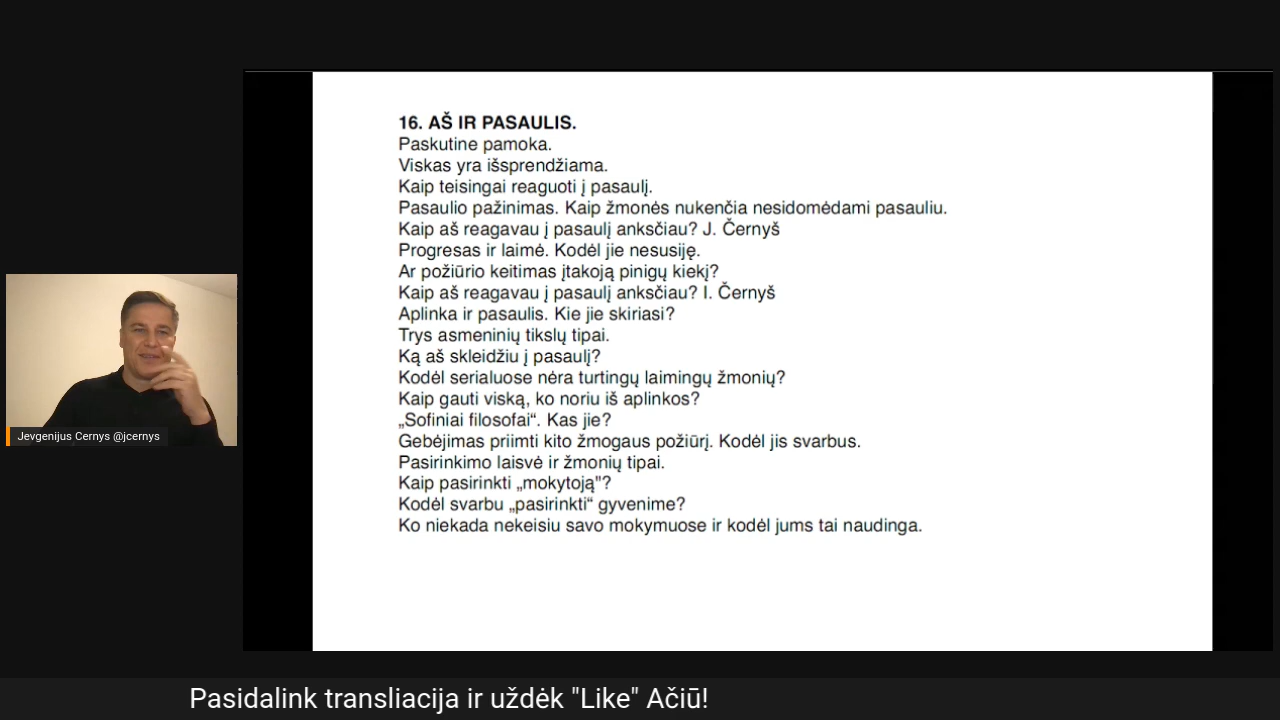 16. AŠ IR PASAULIS.
Paskutine pamoka.
Viskas yra išsprendžiama.
Kaip teisingai reaguoti į pasaulį.
Pasaulio pažinimas. Kaip žmonės nukenčia nesidomėdami pasauliu.
Kaip aš reagavau į pasaulį anksčiau? J. Černyš
Progresas ir laimė. Kodėl jie nesusiję.
Ar požiūrio keitimas įtakoją pinigų kiekį?
Kaip aš reagavau į pasaulį anksčiau? I. Černyš
Aplinka ir pasaulis. Kie jie skiriasi?
Trys asmeninių tikslų tipai.
Ką aš skleidžiu į pasaulį?
Kodėl serialuose nėra turtingų laimingų žmonių?
Kaip gauti viską, ko noriu iš aplinkos?
„Sofiniai filosofai“. Kas jie?
Gebėjimas priimti kito žmogaus požiūrį. Kodėl jis svarbus.
Pasirinkimo laisvė ir žmonių tipai.
Kaip pasirinkti „mokytoją"?
Kodėl svarbu „pasirinkti“ gyvenime?
Ko niekada nekeisiu savo mokymuose ir kodėl jums tai naudinga.
Jevgenijus Cernys @jcernys
Pasidalink transliacija ir uždėk "Like" Ačiū!